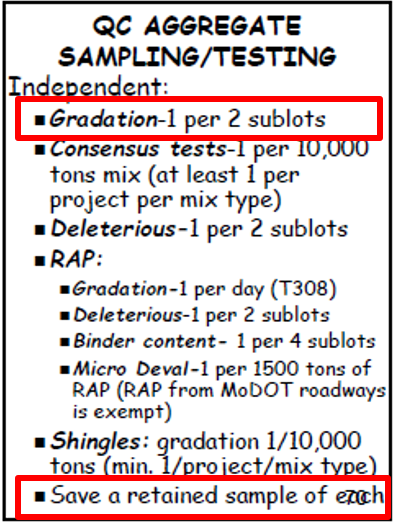 QC AGGREGATE
SAMPLING/TESTING
Independent:
■ Gradation-1 per 2 sublots
■ Consensus tests-1 per 10,000
tons mix (at least 1 per
project per mix type)
■ Deleterious-1 per 2 sublots
■ RAP:
■ Gradation-1 per day (T308)
■ Deleterious-1 per 2 sublots
■ Binder content- 1 per 4 sublots
■ Micro Deval-1 per 1500 tons of
RAP (RAP from MoDOT roadways
is exempt)
■ Shingles: gradation 1/10,000
tons (min. 1/project/mix type)
■ Save a retained sample of each
70